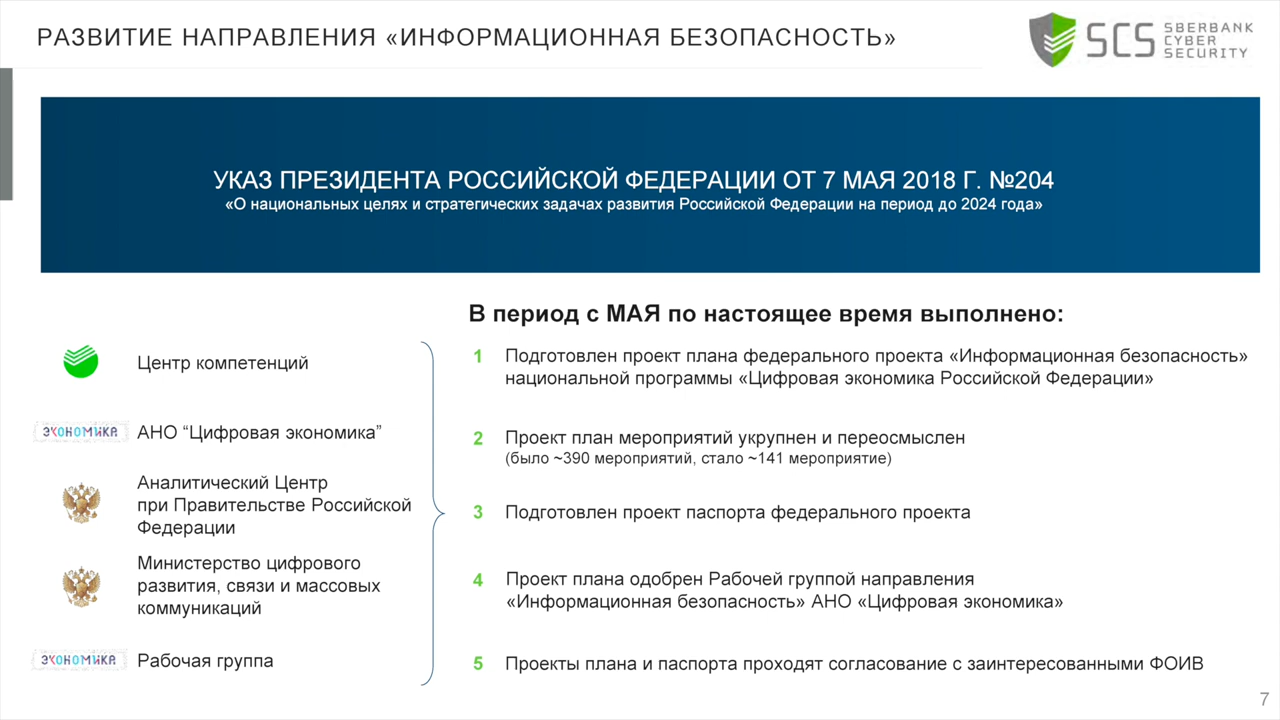 РАЗВИТИЕ НАПРАВЛЕНИЯ «ИНФОРМАЦИОННАЯ БЕЗОПАСНОСТЬ»
SCS
SBERBANK
CYBER
SECURITY
УКАЗ ПРЕЗИДЕНТА РОССИЙСКОЙ ФЕДЕРАЦИИ ОТ 7 МАЯ 2018 Г. №204
«О национальных целях и стратегических задачах развития Российской Федерации на период до 2024 года»
Центр компетенций
ЭКОНОМИКА
АНО “Цифровая экономика”
Аналитический Центр
при Правительстве Российской
Федерации
Министерство цифрового
развития, связи и массовых
коммуникаций
ЭКОНОМИКА
Рабочая группа
В период с МАЯ по настоящее время выполнено:
1 Подготовлен проект плана федерального проекта «Информационная безопасность»
национальной программы «Цифровая экономика Российской Федерации»
2 Проект план мероприятий укрупнен и переосмыслен
(было ~390 мероприятий, стало ~141 мероприятие)
3 Подготовлен проект паспорта федерального проекта
4 Проект плана одобрен Рабочей группой направления
«Информационная безопасность» АНО «Цифровая экономика»
5 Проекты плана и паспорта проходят согласование с заинтересованными ФОИВ
7